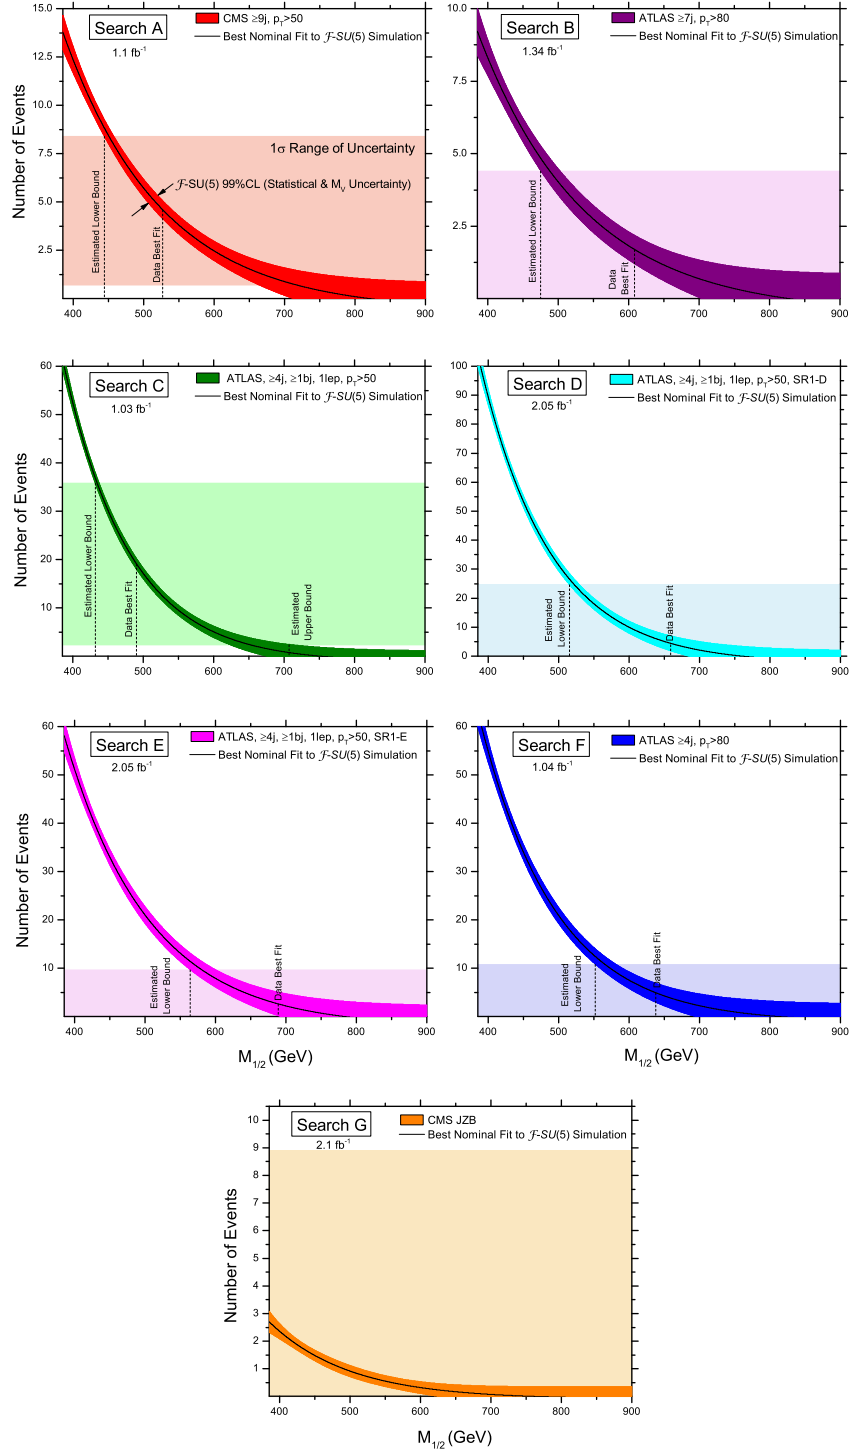 Search A
1.1 fb⁻¹
CMS ≥9j, p_T>50
Best Nominal Fit to ℱ-SU(5) Simulation
1σ Range of Uncertainty
ℱ-SU(5) 99%CL (Statistical & M_V Uncertainty)
Estimated Lower Bound
Data Best Fit
Number of Events
15.0
12.5
10.0
7.5
5.0
2.5
400 500 600 700 800 900
Search B
1.34 fb⁻¹
ATLAS ≥7j, p_T>80
Best Nominal Fit to ℱ-SU(5) Simulation
Estimated Lower Bound
Data
Best Fit
10.0
7.5
5.0
2.5
400 500 600 700 800 900
Search C
1.03 fb⁻¹
ATLAS, ≥4j, ≥1bj, 1lep, p_T>50
Best Nominal Fit to ℱ-SU(5) Simulation
Estimated Lower Bound
Data Best Fit
Estimated
Upper Bound
Number of Events
60
50
40
30
20
10
400 500 600 700 800 900
Search D
2.05 fb⁻¹
ATLAS, ≥4j, ≥1bj, 1lep, p_T>50, SR1-D
Best Nominal Fit to ℱ-SU(5) Simulation
Estimated
Lower Bound
Data Best Fit
100
90
80
70
60
50
40
30
20
10
0
400 500 600 700 800 900
Search E
2.05 fb⁻¹
ATLAS, ≥4j, ≥1bj, 1lep, p_T>50, SR1-E
Best Nominal Fit to ℱ-SU(5) Simulation
Estimated
Lower Bound
Data Best Fit
Number of Events
60
50
40
30
20
10
400 500 600 700 800 900
M_1/2 (GeV)
Search F
1.04 fb⁻¹
ATLAS ≥4j, p_T>80
Best Nominal Fit to ℱ-SU(5) Simulation
Estimated
Lower Bound
Data Best Fit
60
50
40
30
20
10
400 500 600 700 800 900
M_1/2 (GeV)
Search G
2.1 fb⁻¹
CMS JZB
Best Nominal Fit to ℱ-SU(5) Simulation
Number of Events
10
9
8
7
6
5
4
3
2
1
400 500 600 700 800 900
M_1/2 (GeV)